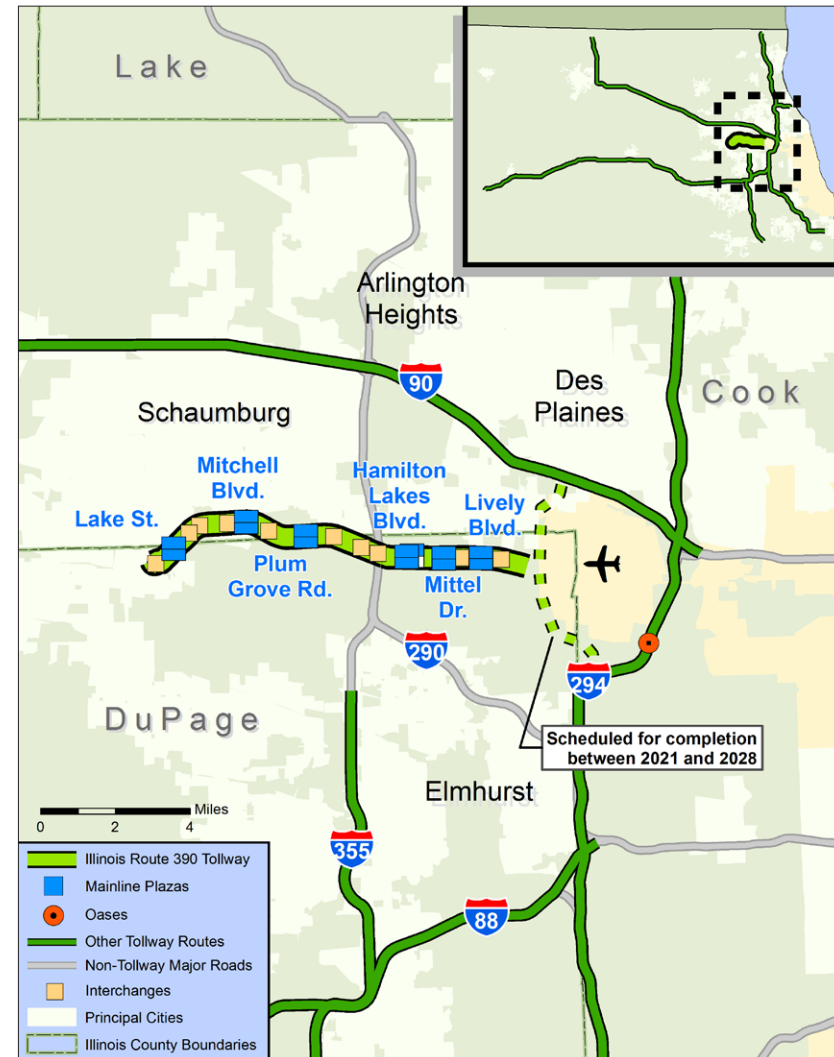 Lake
Arlington
Heights
90
Des
Plaines
Cook
Schaumburg
Mitchell
Blvd.
Hamilton
Lakes
Blvd.
Lively
Blvd.
Lake St.
Plum
Grove Rd.
Mittel
Dr.
290
294
DuPage
Scheduled for completion
between 2021 and 2028
Elmhurst
Miles
0 2 4
355
88
Illinois Route 390 Tollway
Mainline Plazas
Oases
Other Tollway Routes
Non-Tollway Major Roads
Interchanges
Principal Cities
Illinois County Boundaries